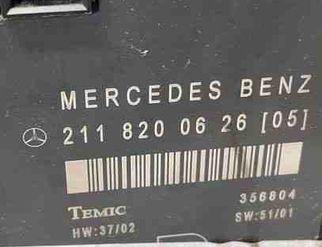 MERCEDES BENZ
211 820 06 26 [05]
356804
TEMIC
HW:37/02 SW:51/01